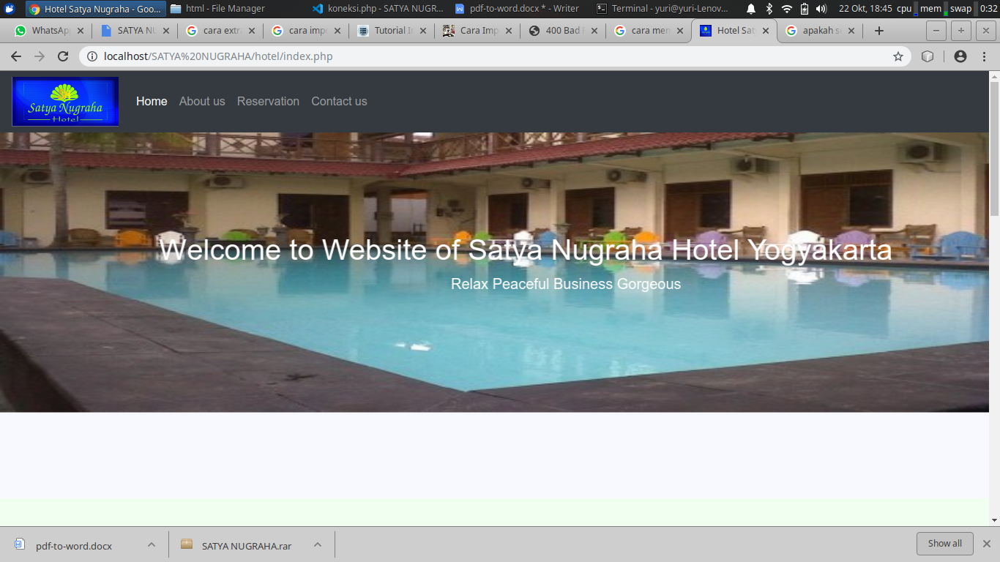 Hotel Satya Nugraha - Goo...
html - File Manager
koneksi.php - SATYA NUGR...
pdf-to-word.docx * - Writer
Terminal - yuri@yuri-Lenov...
22 Okt, 18:45
cpu
mem
swap
0:32
WhatsAp
SATYA NU
cara extr
cara impo
Tutorial I
Cara Imp
400 Bad
cara men
Hotel Sat
apakah se
localhost/SATYA%20NUGRAHA/hotel/index.php
Satya Nugraha
Hotel
Home
About us
Reservation
Contact us
Welcome to Website of Satya Nugraha Hotel Yogyakarta
Relax Peaceful Business Gorgeous
pdf-to-word.docx
SATYA NUGRAHA.rar
Show all